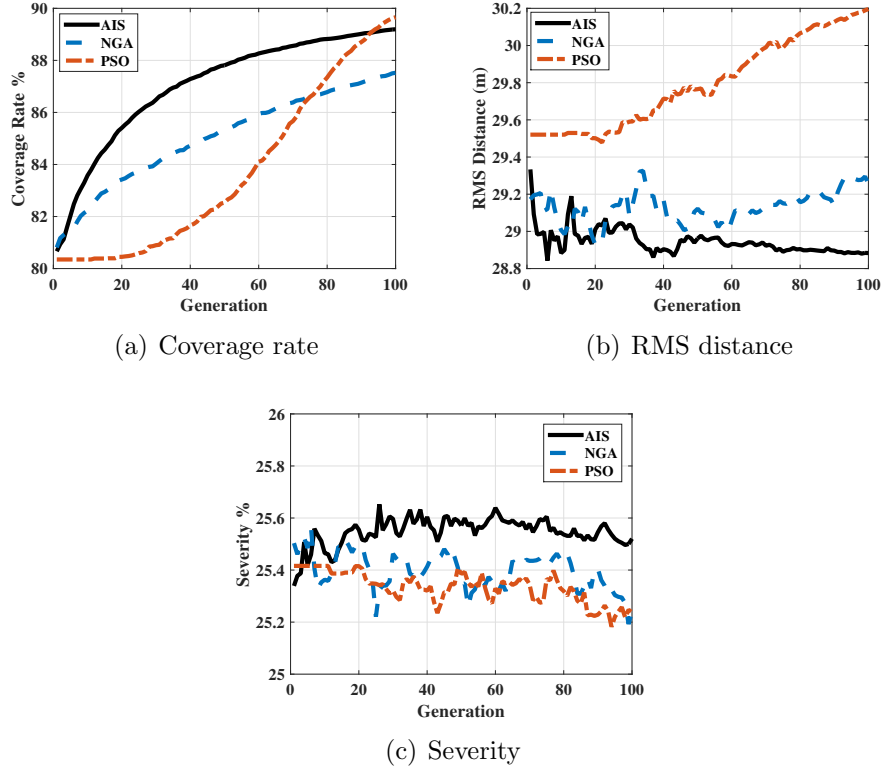 90
88
86
84
82
80
Coverage Rate %
AIS
NGA
PSO
0
20
40
60
80
100
Generation
(a) Coverage rate
30.2
30
29.8
29.6
29.4
29.2
29
28.8
RMS Distance (m)
AIS
NGA
PSO
0
20
40
60
80
100
Generation
(b) RMS distance
26
25.8
25.6
25.4
25.2
25
Severity %
AIS
NGA
PSO
0
20
40
60
80
100
Generation
(c) Severity